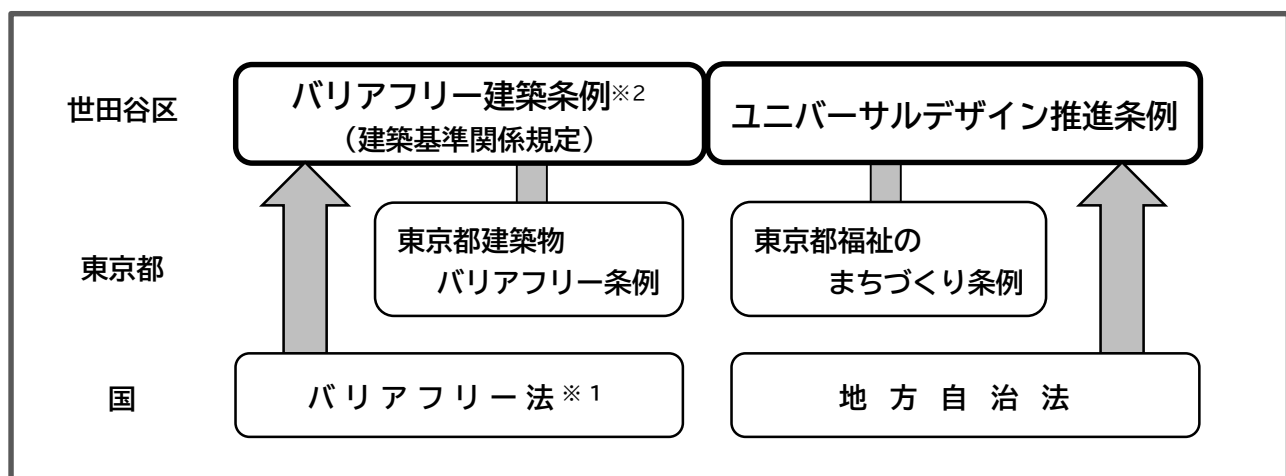 世田谷区
バリアフリー建築条例※2
（建築基準関係規定）
ユニバーサルデザイン推進条例
東京都
東京都建築物
バリアフリー条例
東京都福祉の
まちづくり条例
国
バリアフリー法※1
地方自治法